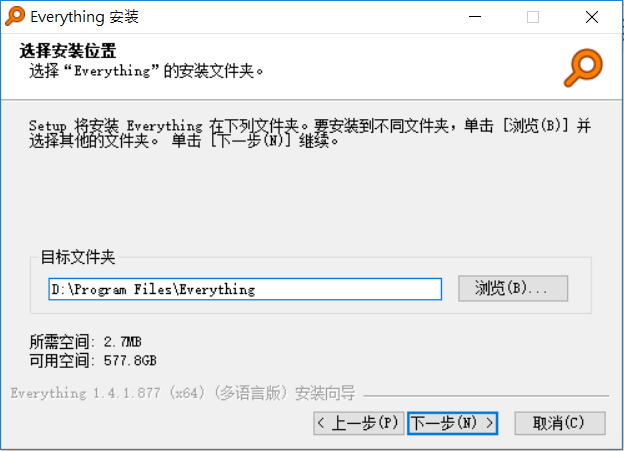 Everything 安装
选择安装位置
选择“Everything”的安装文件夹。
Setup 将安装 Everything 在下列文件夹。要安装到不同文件夹，单击 [浏览(B)] 并
选择其他的文件夹。 单击 [下一步(N)] 继续。
目标文件夹
D:\Program Files\Everything
浏览(B)...
所需空间: 2.7MB
可用空间: 577.8GB
Everything 1.4.1.877 (x64) (多语言版) 安装向导
< 上一步(P) 下一步(N) > 取消(C)